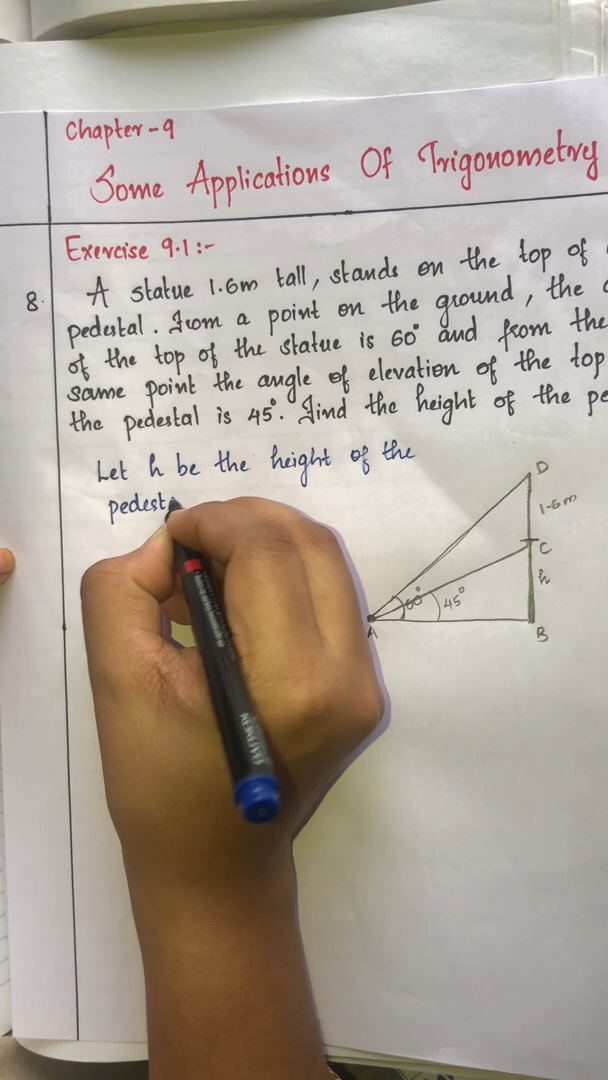 Chapter-9
Some Applications Of Trigonometry
Exercise 9.1:-
8. A statue 1.6m tall, stands on the top of
pedestal. From a point on the ground, the
of the top of the statue is 60° and from the
same point the angle of elevation of the top
the pedestal is 45°. Find the height of the pe
Let h be the height of the
pedest
D
1.6m
C
h
60° 45°
A
B